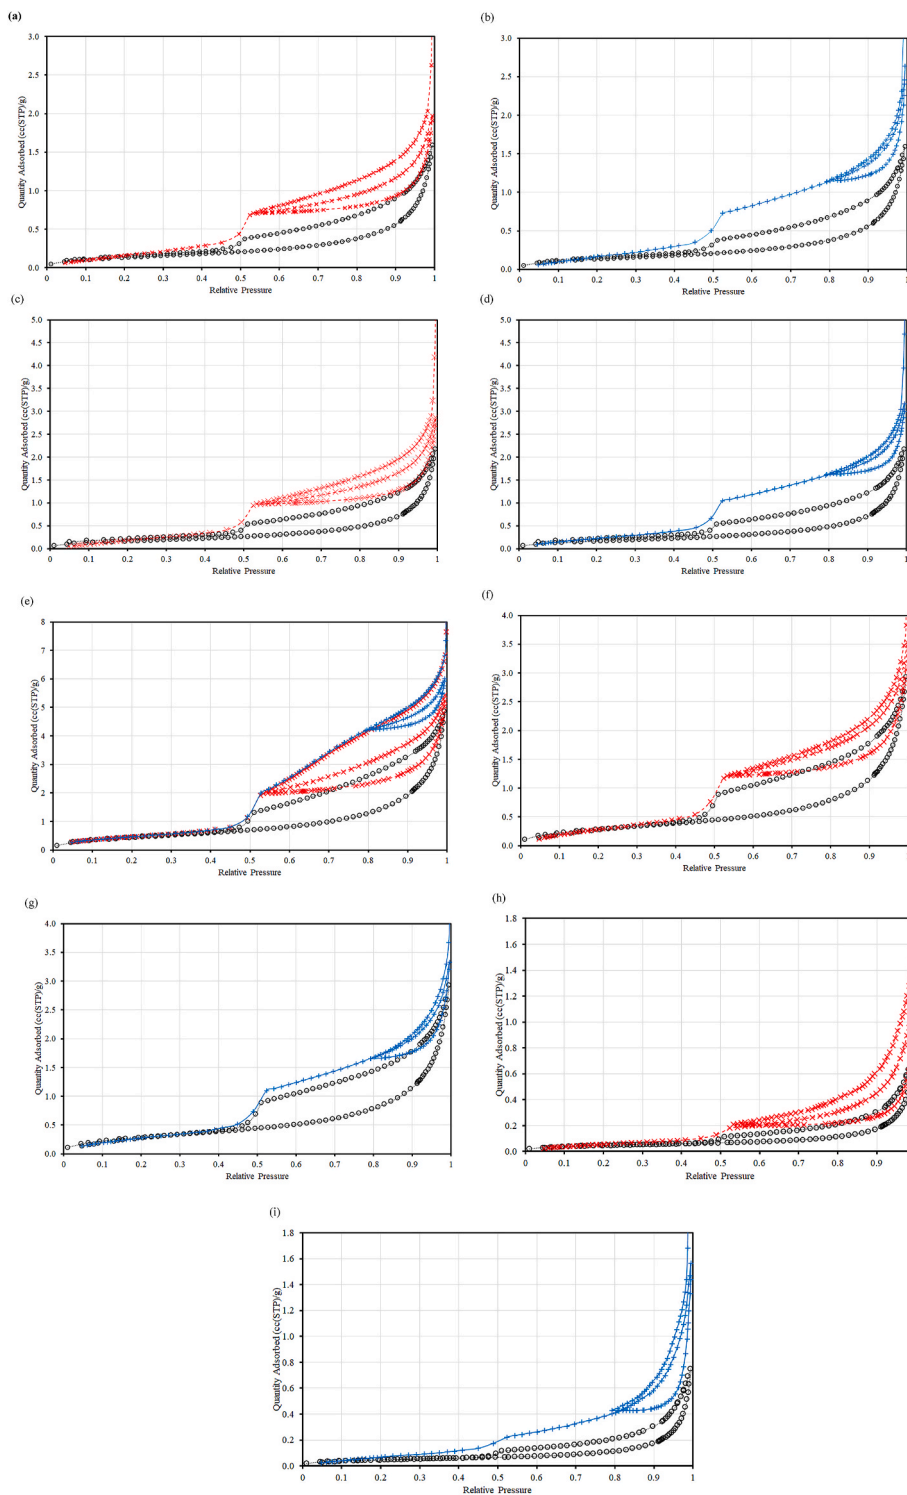 (a)
3.0
2.5
2.0
1.5
1.0
0.5
0.0
Quantity Adsorbed (cc(STP)/g)
0 0.1 0.2 0.3 0.4 0.5 0.6 0.7 0.8 0.9 1
Relative Pressure
(b)
3.0
2.5
2.0
1.5
1.0
0.5
0.0
Quantity Adsorbed (cc(STP)/g)
0 0.1 0.2 0.3 0.4 0.5 0.6 0.7 0.8 0.9 1
Relative Pressure
(c)
5.0
4.5
4.0
3.5
3.0
2.5
2.0
1.5
1.0
0.5
0.0
Quantity Adsorbed (cc(STP)/g)
0 0.1 0.2 0.3 0.4 0.5 0.6 0.7 0.8 0.9 1
Relative Pressure
(d)
5.0
4.5
4.0
3.5
3.0
2.5
2.0
1.5
1.0
0.5
0.0
Quantity Adsorbed (cc(STP)/g)
0 0.1 0.2 0.3 0.4 0.5 0.6 0.7 0.8 0.9 1
Relative Pressure
(e)
8
7
6
5
4
3
2
1
0
Quantity Adsorbed (cc(STP)/g)
0 0.1 0.2 0.3 0.4 0.5 0.6 0.7 0.8 0.9 1
Relative Pressure
(f)
4.0
3.5
3.0
2.5
2.0
1.5
1.0
0.5
0.0
Quantity Adsorbed (cc(STP)/g)
0 0.1 0.2 0.3 0.4 0.5 0.6 0.7 0.8 0.9 1
Relative Pressure
(g)
4.0
3.5
3.0
2.5
2.0
1.5
1.0
0.5
0.0
Quantity Adsorbed (cc(STP)/g)
0 0.1 0.2 0.3 0.4 0.5 0.6 0.7 0.8 0.9 1
Relative Pressure
(h)
1.8
1.6
1.4
1.2
1.0
0.8
0.6
0.4
0.2
0.0
Quantity Adsorbed (cc(STP)/g)
0 0.1 0.2 0.3 0.4 0.5 0.6 0.7 0.8 0.9
Relative Pressure
(i)
1.8
1.6
1.4
1.2
1.0
0.8
0.6
0.4
0.2
0.0
Quantity Adsorbed (cc(STP)/g)
0 0.1 0.2 0.3 0.4 0.5 0.6 0.7 0.8 0.9 1
Relative Pressure